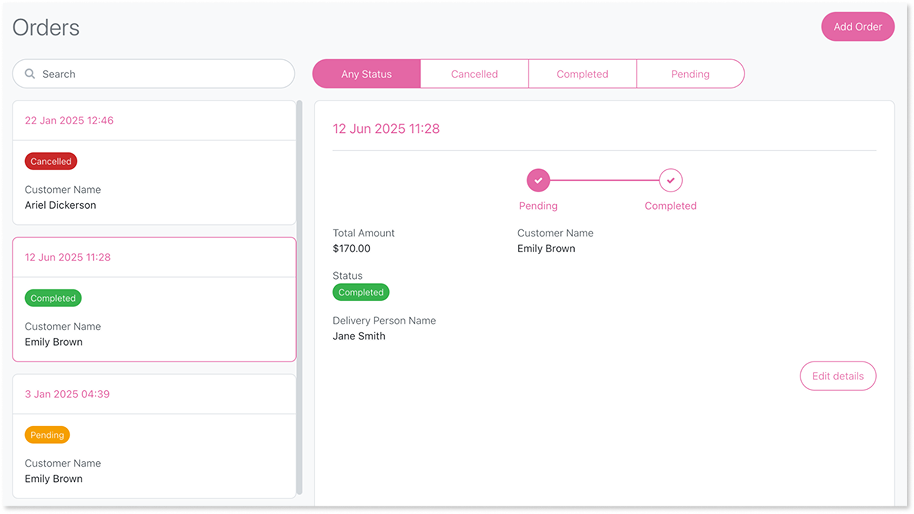 Orders
Add Order
Search
Any Status
Cancelled
Completed
Pending
22 Jan 2025 12:46
Cancelled
Customer Name
Ariel Dickerson
12 Jun 2025 11:28
Completed
Customer Name
Emily Brown
3 Jan 2025 04:39
Pending
Customer Name
Emily Brown
12 Jun 2025 11:28
Pending
Completed
Total Amount
$170.00
Customer Name
Emily Brown
Status
Completed
Delivery Person Name
Jane Smith
Edit details